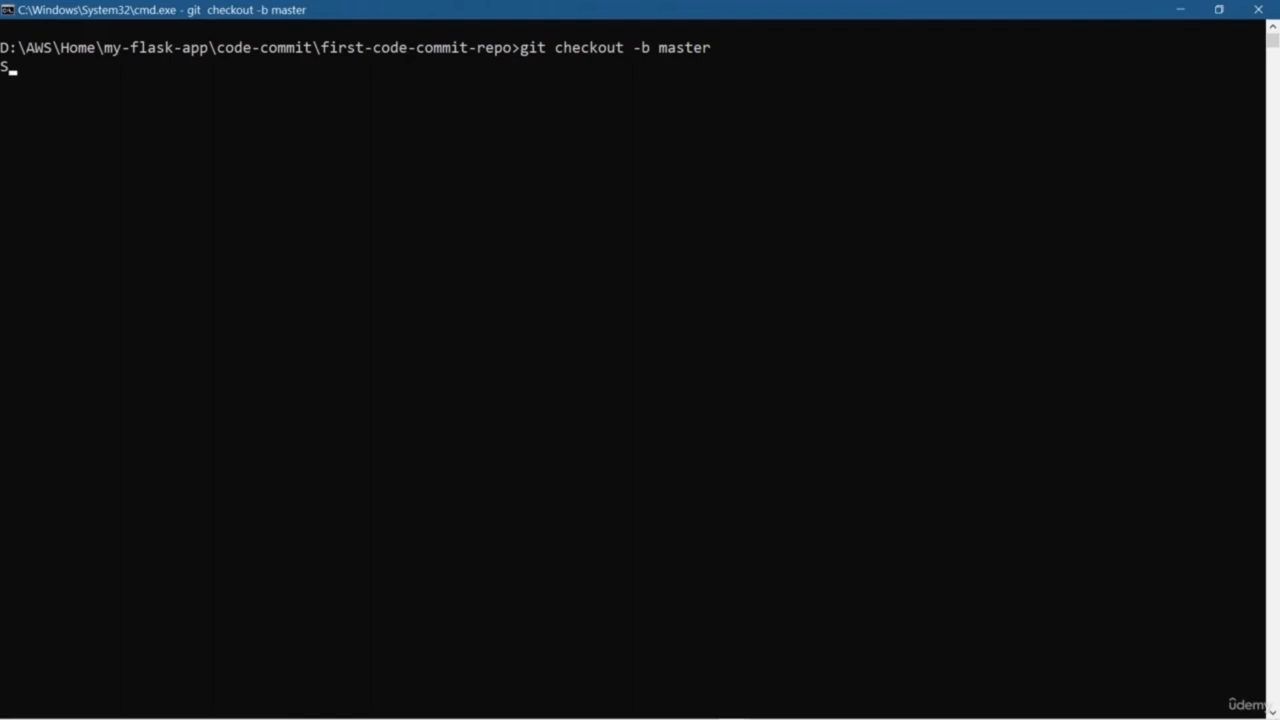 C:\Windows\System32\cmd.exe - git  checkout -b master
D:\AWS\Home\my-flask-app\code-commit\first-code-commit-repo>git checkout -b master
S
ûdemy